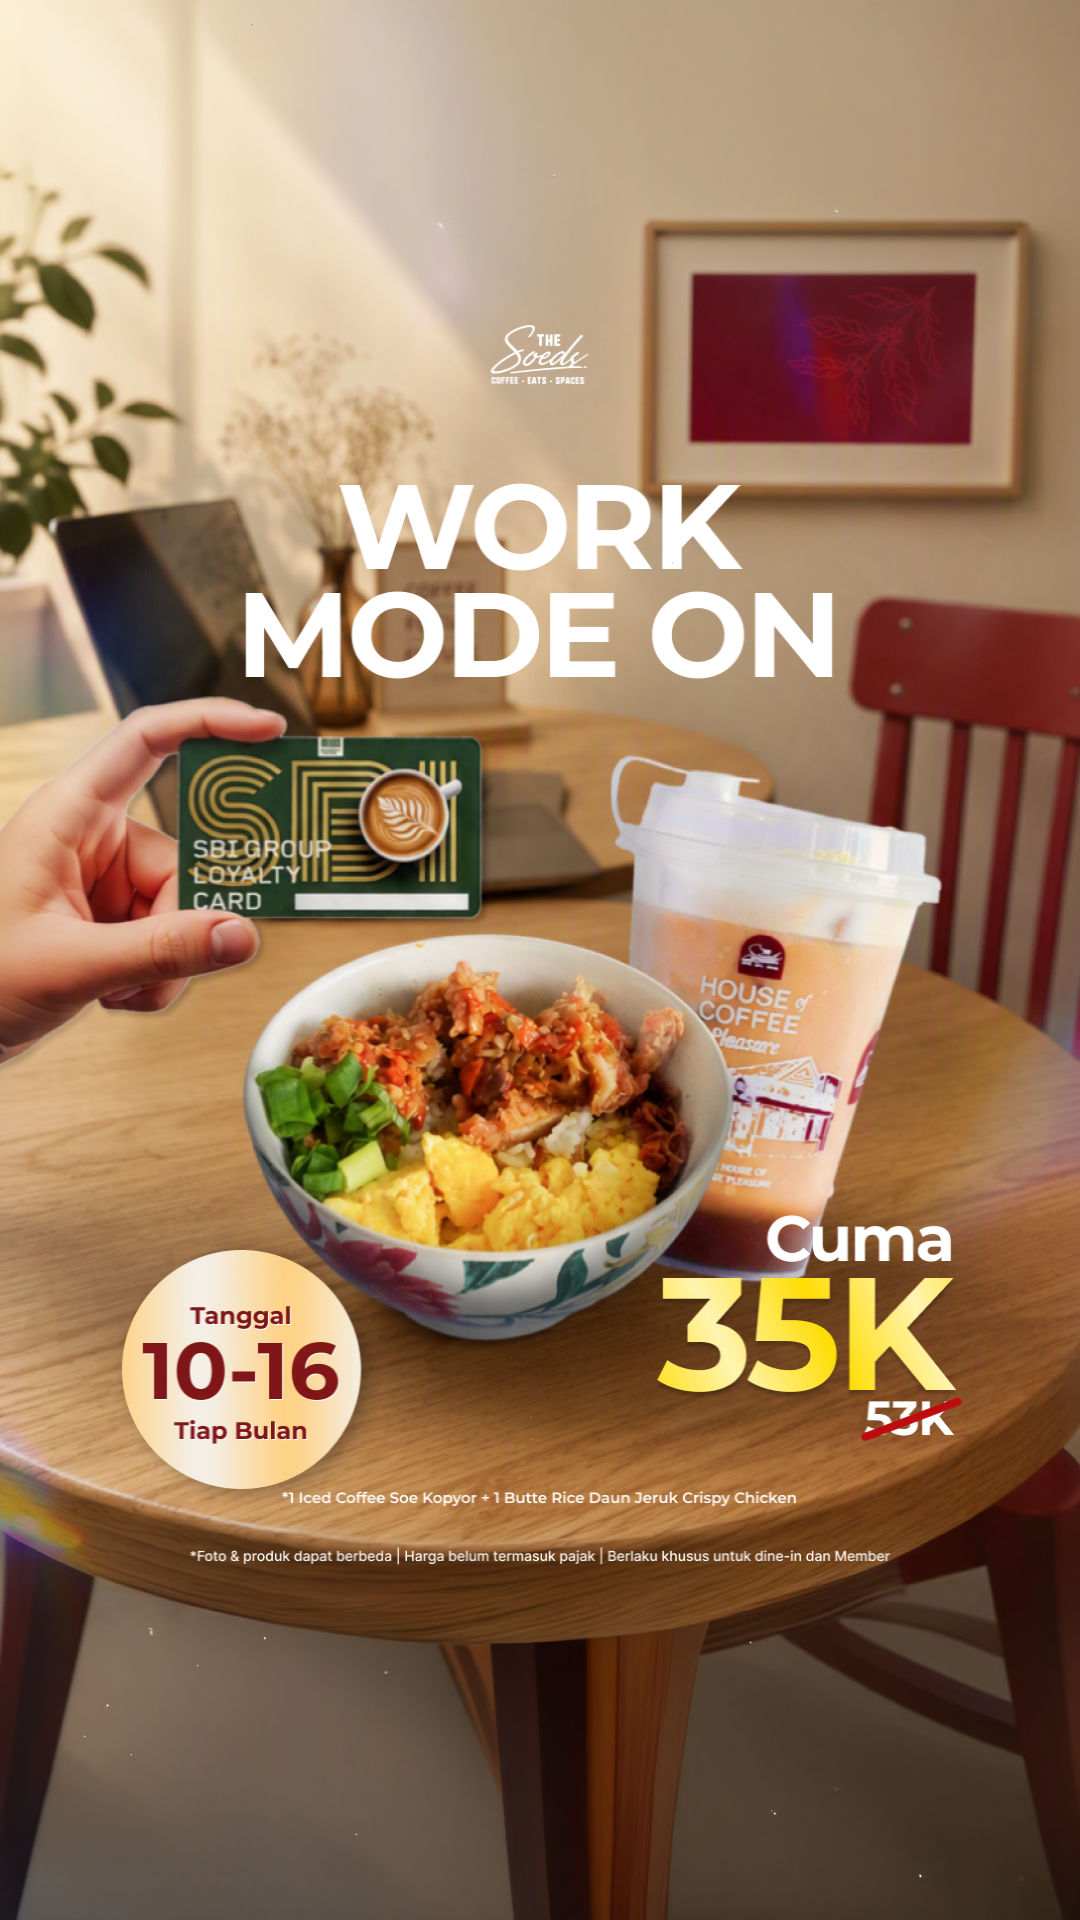 THE
Soeds
COFFEE • EATS • SPACES
WORK
MODE ON
SBI
SBI GROUP
LOYALTY
CARD
HOUSE of
COFFEE
Pleasure
HOUSE OF
PLEASURE
Cuma
35K
53K
Tanggal
10-16
Tiap Bulan
*1 Iced Coffee Soe Kopyor + 1 Butte Rice Daun Jeruk Crispy Chicken
*Foto & produk dapat berbeda | Harga belum termasuk pajak | Berlaku khusus untuk dine-in dan Member